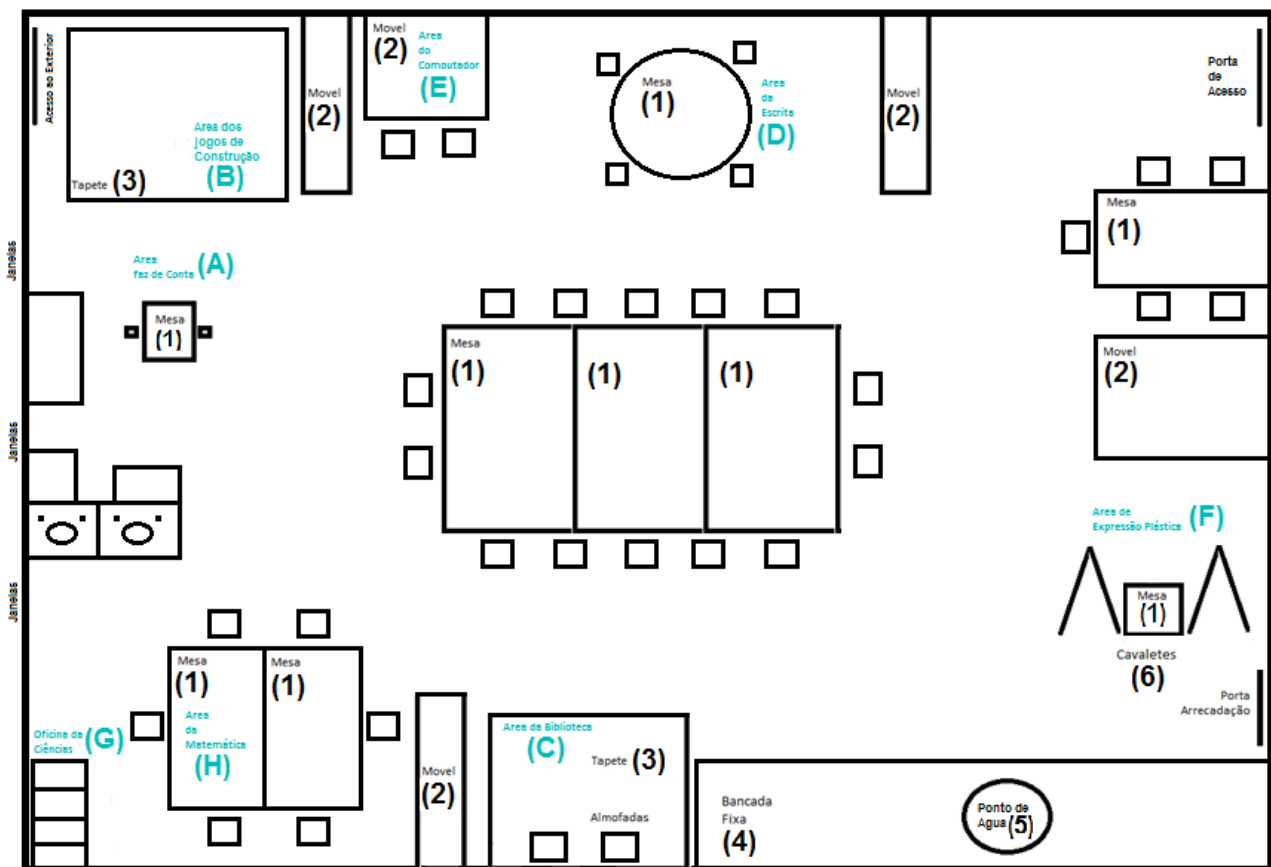 Acesso ao Exterior
Area dos
Jogos de
Construção
(B)
Tapete (3)
Movel
(2)
Movel
(2)
Area
do
Computador
(E)
Mesa
(1)
Area
da
Escrita
(D)
Movel
(2)
Porta
de
Acesso
Mesa
(1)
Janelas
Area
faz de Conta (A)
Mesa
(1)
Mesa
(1)
(1)
(1)
Movel
(2)
Janelas
Area de
Expressão Plástica (F)
Mesa
(1)
Cavaletes
(6)
Janelas
Mesa
(1)
Mesa
(1)
Area
da
Matemática
(H)
Oficina da
Ciências (G)
Movel
(2)
Area da Biblioteca
(C)
Tapete (3)
Almofadas
Porta
Arrecadação
Bancada
Fixa
(4)
Ponto de
Agua (5)